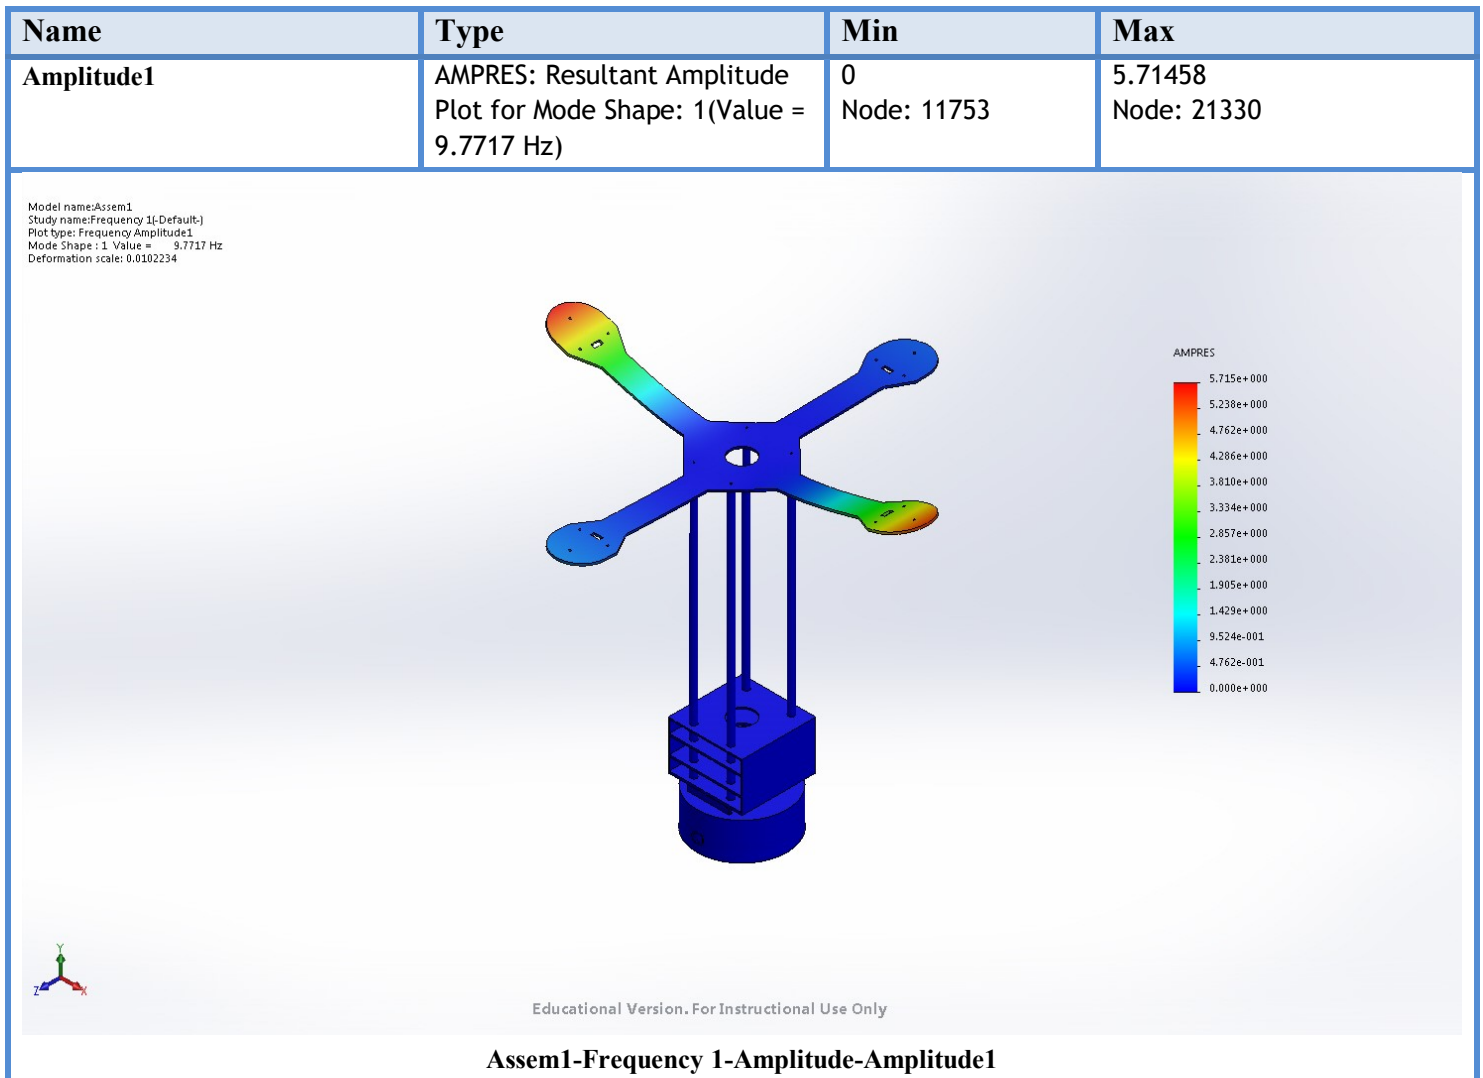 Name Type Min Max
Amplitude1 AMPRES: Resultant Amplitude 0 5.71458
Plot for Mode Shape: 1(Value = Node: 11753 Node: 21330
9.7717 Hz)
Model name:Assem1
Study name:Frequency 1(-Default-)
Plot type: Frequency Amplitude1
Mode Shape : 1 Value = 9.7717 Hz
Deformation scale: 0.0102234
AMPRES
5.715e+000
5.238e+000
4.762e+000
4.286e+000
3.810e+000
3.334e+000
2.857e+000
2.381e+000
1.905e+000
1.429e+000
9.524e-001
4.762e-001
0.000e+000
Y
Z X
Educational Version. For Instructional Use Only
Assem1-Frequency 1-Amplitude-Amplitude1